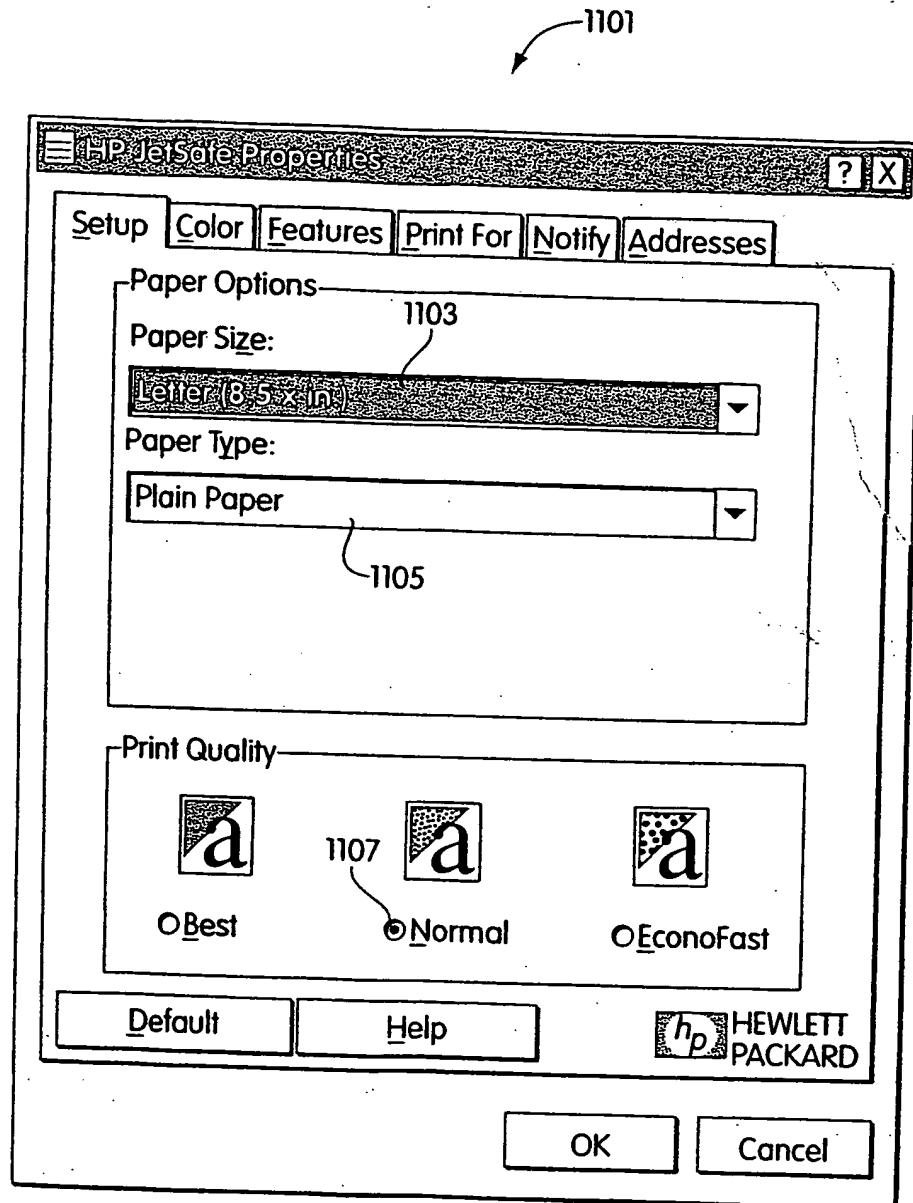 1101
HP JetSafe Properties
? X
Setup Color Features Print For Notify Addresses
Paper Options
1103
Paper Size:
Letter (8.5 x in.)
Paper Type:
Plain Paper
1105
Print Quality
a a a
1107
Best Normal EconoFast
Default Help
hp HEWLETT
PACKARD
OK Cancel